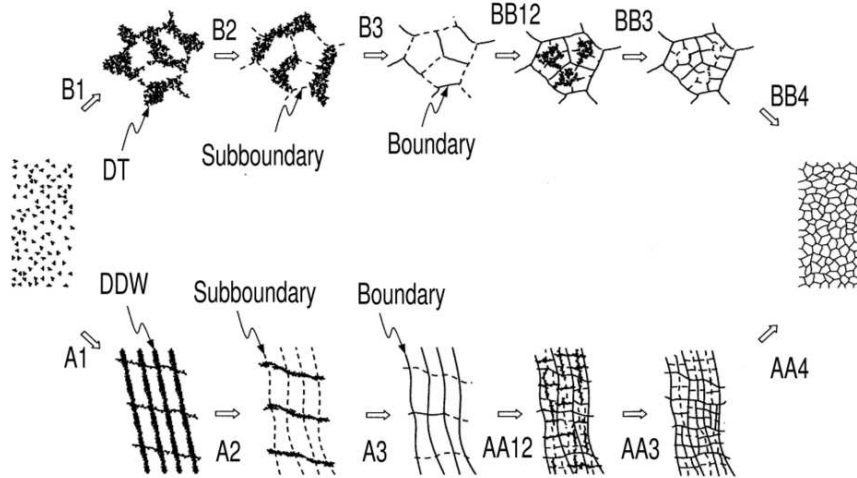 B1
B2
B3
BB12
BB3
BB4
DT
Subboundary
Boundary
DDW
Subboundary
Boundary
A1
A2
A3
AA12
AA3
AA4